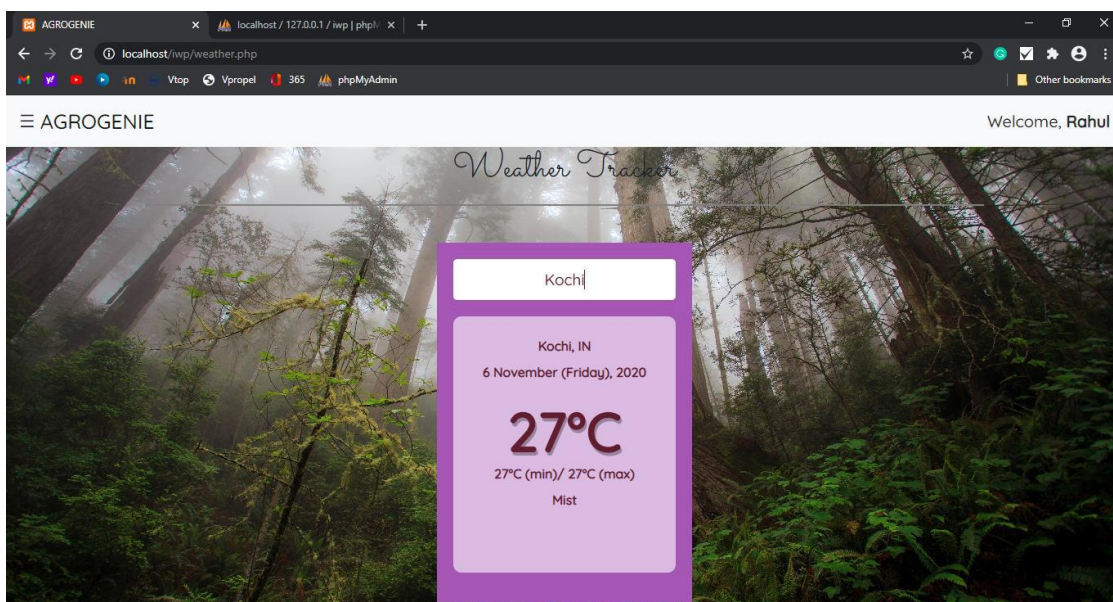 AGROGENIE
localhost / 127.0.0.1 / iwp | phpM
localhost/iwp/weather.php
Vtop
Vpropel
365
phpMyAdmin
Other bookmarks
☰ AGROGENIE
Welcome, Rahul
Weather Tracker
Kochi
Kochi, IN
6 November (Friday), 2020
27°C
27°C (min)/ 27°C (max)
Mist